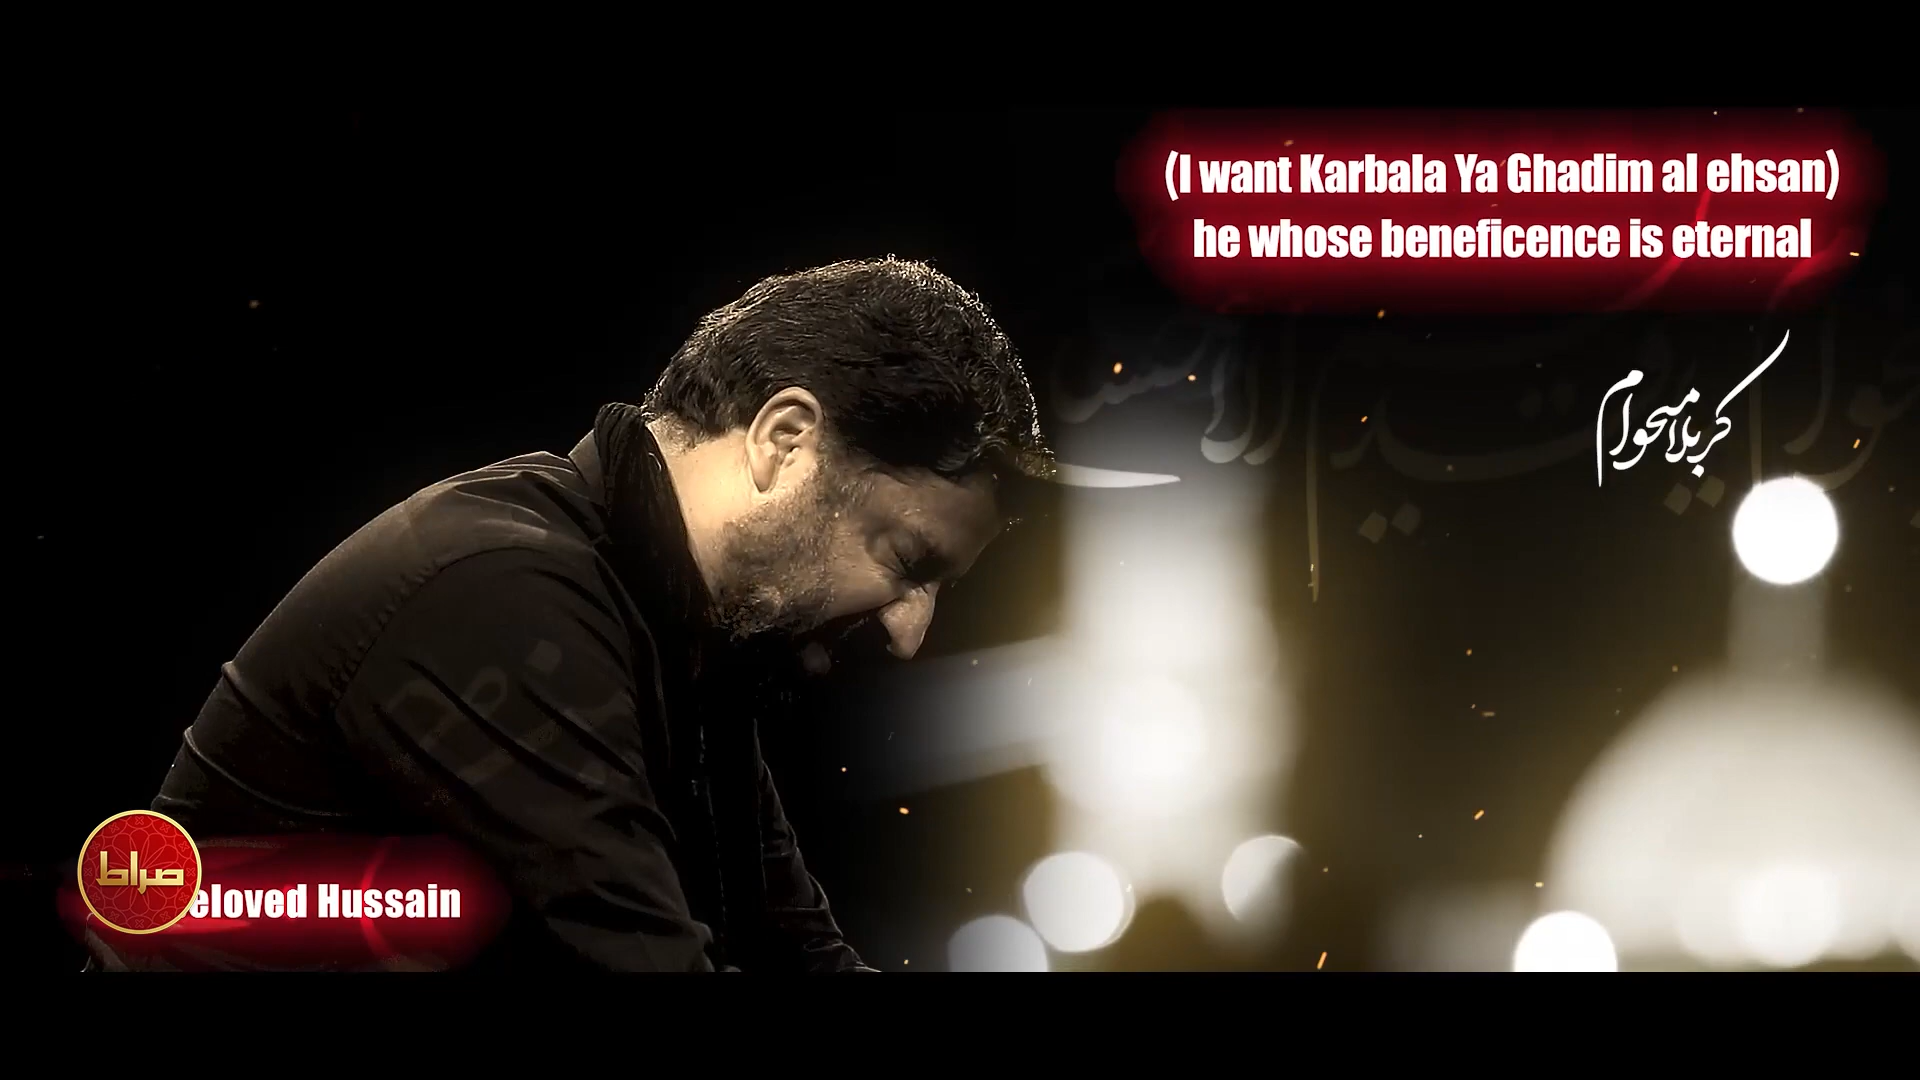 (I want Karbala Ya Ghadim al ehsan)
he whose beneficence is eternal
کربلا میخوام
صراط
eloved Hussain